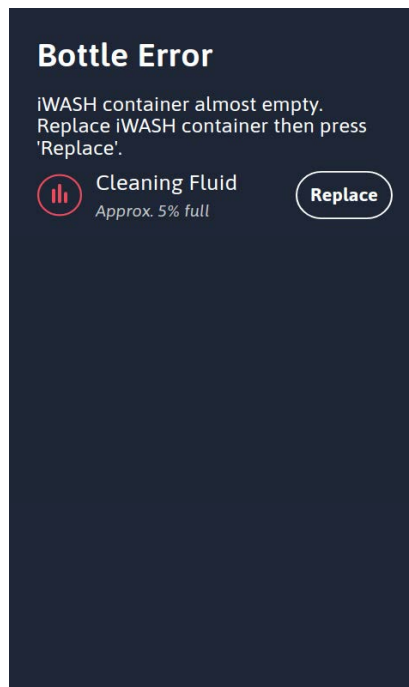 Bottle Error
iWASH container almost empty.
Replace iWASH container then press
'Replace'.
Cleaning Fluid
Replace
Approx. 5% full